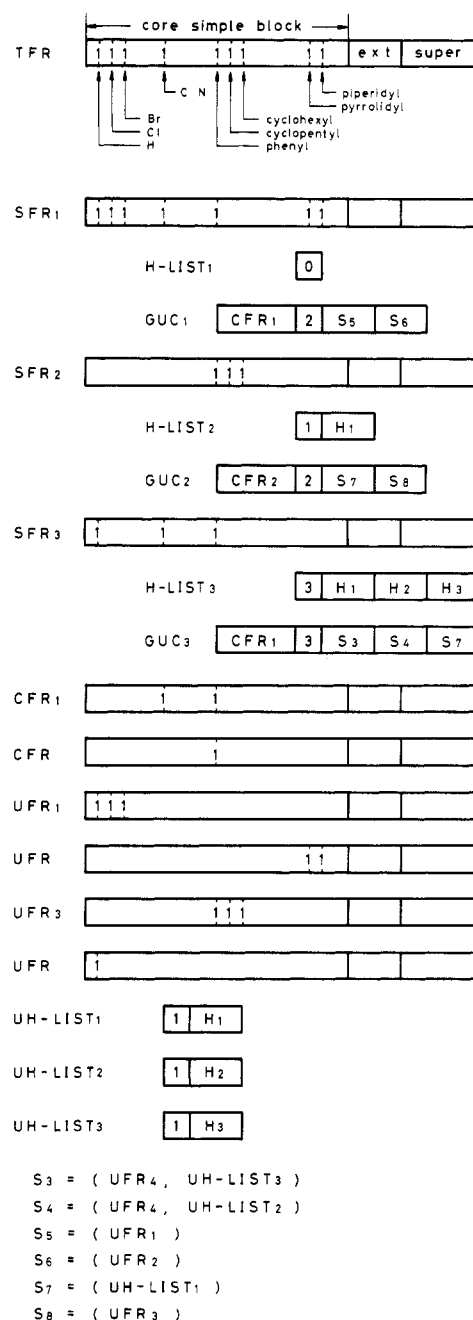 core simple block
TFR 1 1 1 1 1 1 1 1 1 ext super
C N
piperidyl
pyrrolidyl
Br
Cl
H
cyclohexyl
cyclopentyl
phenyl
SFR1 1 1 1 1 1 1 1
H-LIST1 0
GUC1 CFR1 2 S5 S6
SFR2 1 1 1
H-LIST2 1 H1
GUC2 CFR2 2 S7 S8
SFR3 1 1 1
H-LIST3 3 H1 H2 H3
GUC3 CFR1 3 S3 S4 S7
CFR1 1 1
CFR 1
UFR1 1 1 1
UFR 1 1
UFR3 1 1 1
UFR 1
UH-LIST1 1 H1
UH-LIST2 1 H2
UH-LIST3 1 H3
S3 = ( UFR4, UH-LIST3 )
S4 = ( UFR4, UH-LIST2 )
S5 = ( UFR1 )
S6 = ( UFR2 )
S7 = ( UH-LIST1 )
S8 = ( UFR3 )